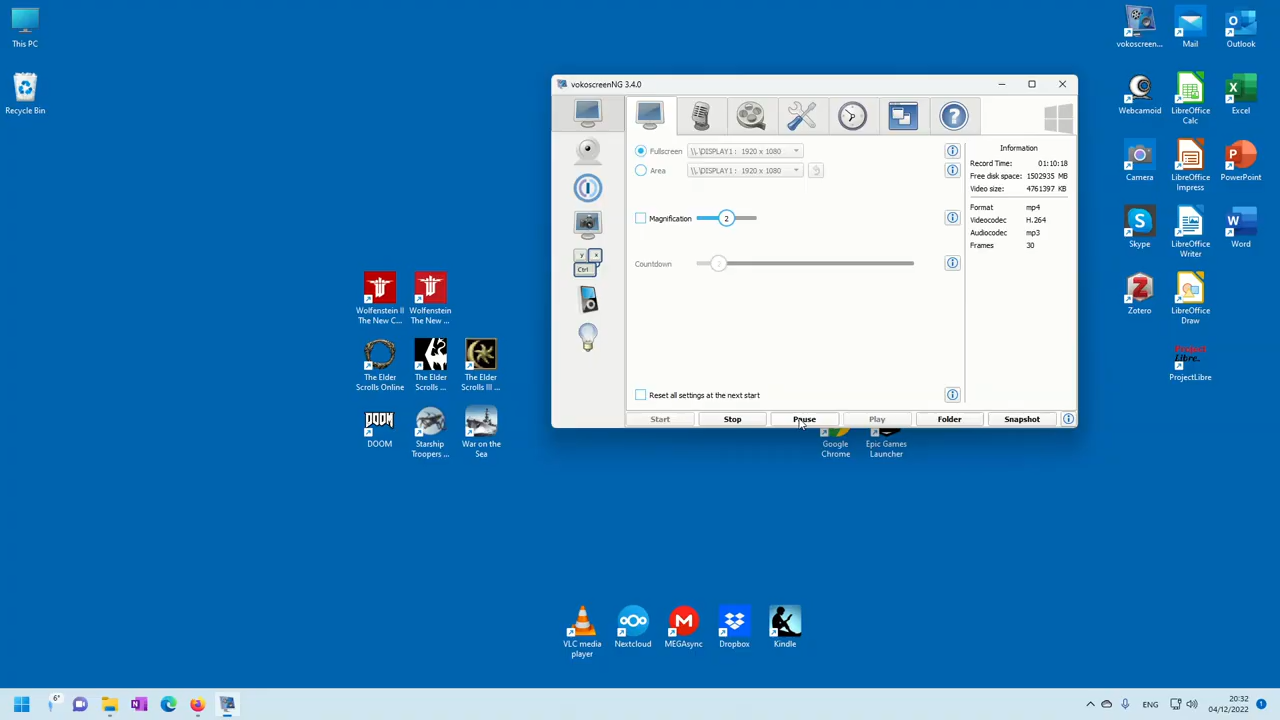 This PC
Recycle Bin
Wolfenstein II
The New C...
Wolfenstein
The New ...
The Elder
Scrolls Online
The Elder
Scrolls ...
The Elder
Scrolls III ...
DOOM
DOOM
Starship
Troopers ...
War on the
Sea
vokoscreenNG 3.4.0
Fullscreen
\\.\DISPLAY1 : 1920 x 1080
Area
\\.\DISPLAY1 : 1920 x 1080
Magnification
2
Countdown
Reset all settings at the next start
y
x
Ctrl
Information
Record Time: 01:10:18
Free disk space: 1502935 MB
Video size: 4761397 KB
Format mp4
Videocodec H.264
Audiocodec mp3
Frames 30
Start
Stop
Pause
Play
Folder
Snapshot
Google
Chrome
Epic Games
Launcher
vokoscreen...
Mail
Outlook
Webcamoid
LibreOffice
Calc
Excel
Camera
LibreOffice
Impress
PowerPoint
Skype
LibreOffice
Writer
Word
Zotero
LibreOffice
Draw
ProjectLibre
VLC media
player
Nextcloud
MEGAsync
Dropbox
Kindle
6°
ENG
20:32
04/12/2022
1